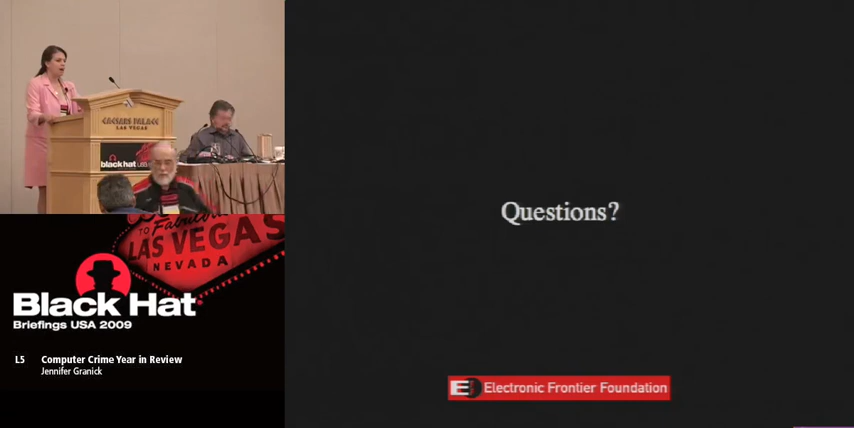 CAESARS PALACE
LAS VEGAS
black hat
TO Fabulous
LAS VEGAS
NEVADA
Black Hat
Briefings USA 2009
L5 Computer Crime Year in Review
Jennifer Granick
Questions?
Electronic Frontier Foundation